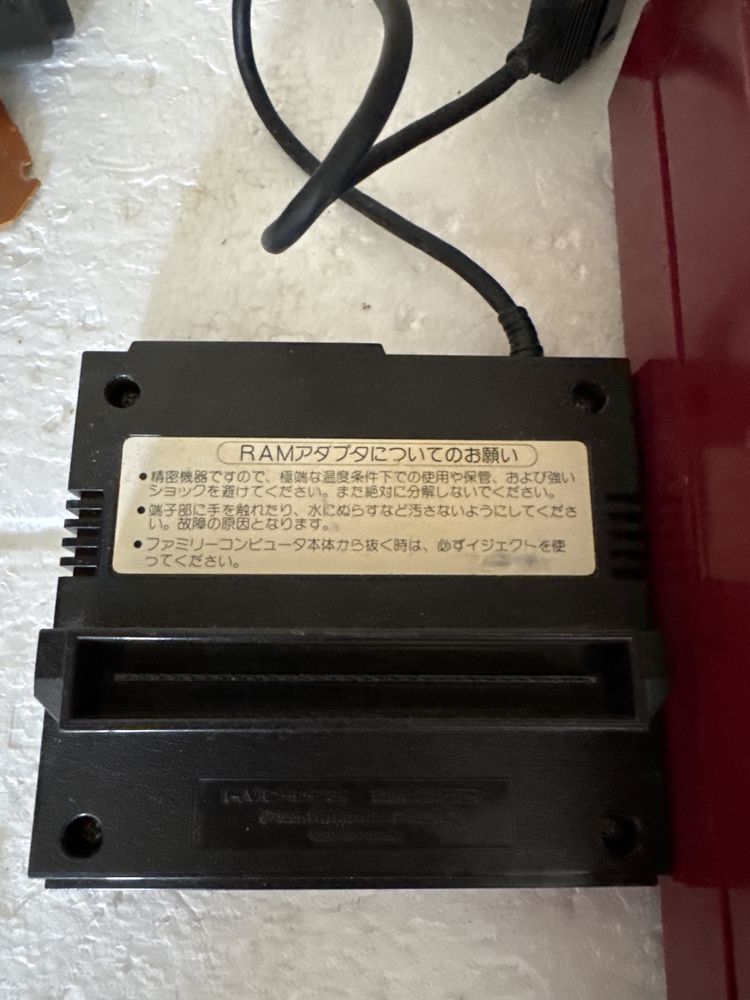 RAMアダプタについてのお願い
●精密機器ですので、極端な温度条件下での使用や保管、および強い
ショックを避けてください。また絶対に分解しないでください。
●端子部に手を触れたり、水にぬらすなど汚さないようにしてくださ
い。故障の原因となります。
●ファミリーコンピュータ本体から抜く時は、必ずイジェクトを使
ってください。